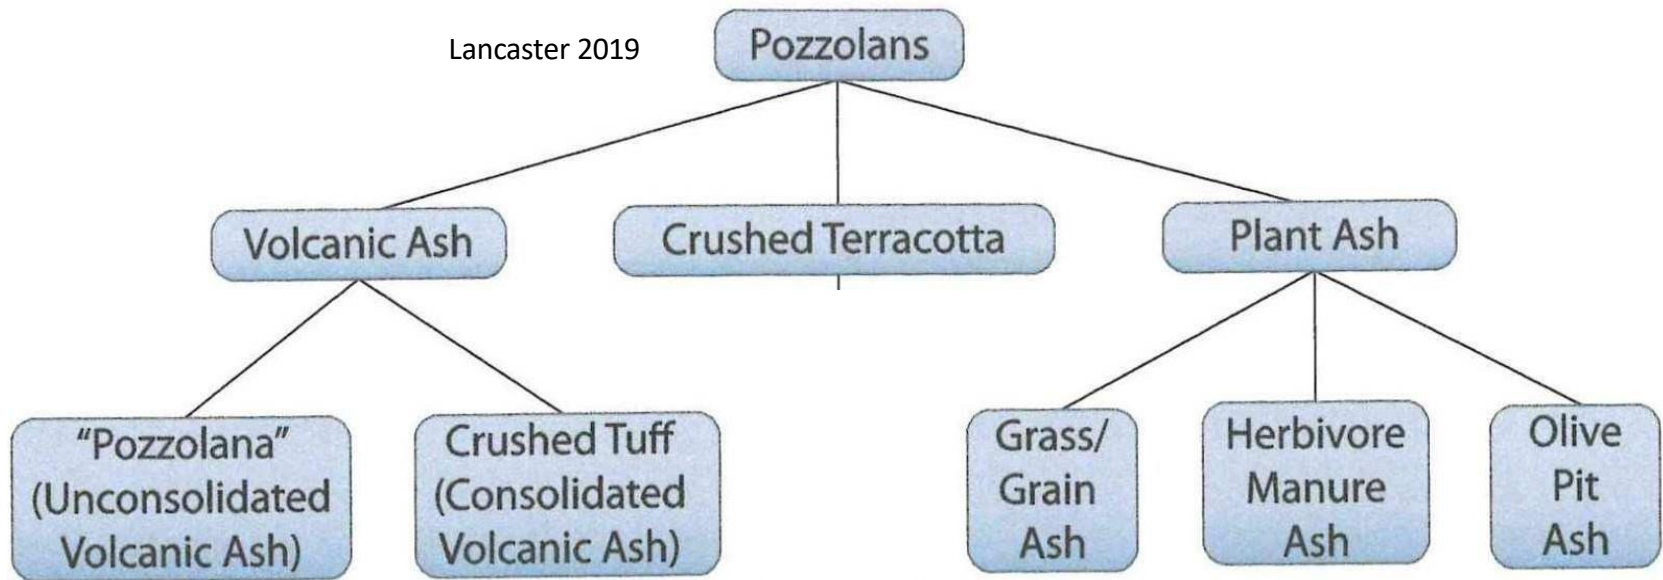 Lancaster 2019
Pozzolans
Volcanic Ash
Crushed Terracotta
Plant Ash
"Pozzolana"
(Unconsolidated
Volcanic Ash)
Crushed Tuff
(Consolidated
Volcanic Ash)
Grass/
Grain
Ash
Herbivore
Manure
Ash
Olive
Pit
Ash